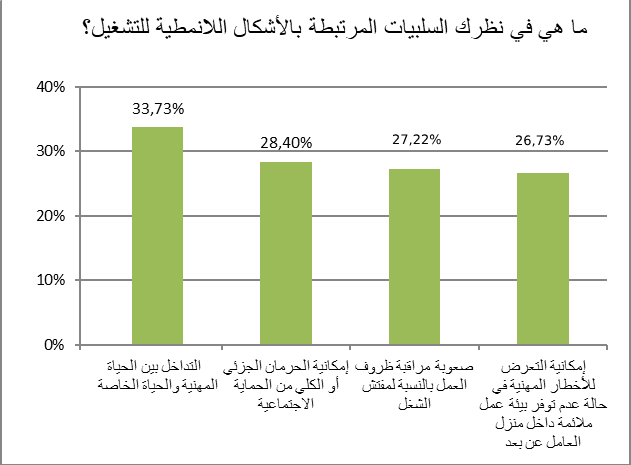 ما هي في نظرك السلبيات المرتبطة بالأشكال اللانمطية للتشغيل؟
40%
30%
20%
10%
0%
33,73%
28,40%
27,22%
26,73%
التداخل بين الحياة
المهنية والحياة الخاصة
إمكانية الحرمان الجزئي
أو الكلي من الحماية
الاجتماعية
صعوبة مراقبة ظروف
العمل بالنسبة لمفتش
الشغل
إمكانية التعرض
للأخطار المهنية في
حالة عدم توفر بيئة عمل
ملائمة داخل منزل
العامل عن بعد